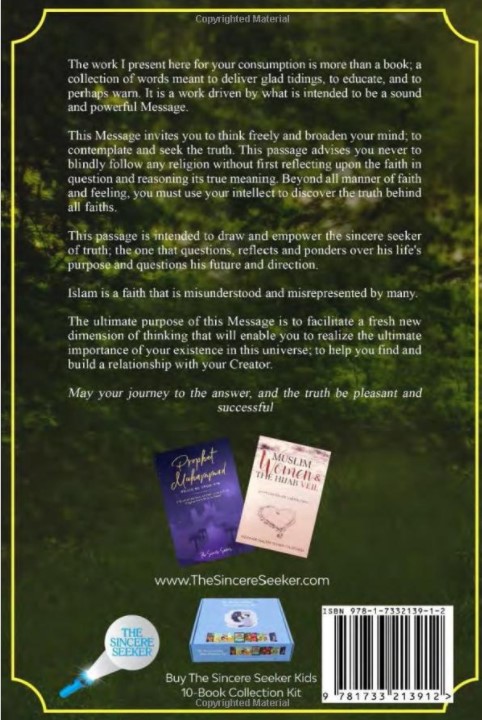 Copyrighted Material
The work I present here for your consumption is more than a book; a
collection of words meant to deliver glad tidings, to educate, and to
perhaps warn. It is a work driven by what is intended to be a sound
and powerful Message.
This Message invites you to think freely and broaden your mind; to
contemplate and seek the truth. This passage advises you never to
blindly follow any religion without first reflecting upon the faith in
question and reasoning its true meaning. Beyond all manner of faith
and feeling, you must use your intellect to discover the truth behind
all faiths.
This passage is intended to draw and empower the sincere seeker
of truth; the one that questions, reflects and ponders over his life's
purpose and questions his future and direction.
Islam is a faith that is misunderstood and misrepresented by many.
The ultimate purpose of this Message is to facilitate a fresh new
dimension of thinking that will enable you to realize the ultimate
importance of your existence in this universe; to help you find and
build a relationship with your Creator.
May your journey to the answer, and the truth be pleasant and
successful
Prophet
Muhammad
The Sincere Seeker
MUSLIM
Women &
THE HIJAB VEIL
www.TheSincereSeeker.com
THE
SINCERE
SEEKER
Buy The Sincere Seeker Kids
10-Book Collection Kit
ISBN 978-1-7332139-1-2
9 781733 213912 >
Copyrighted Material